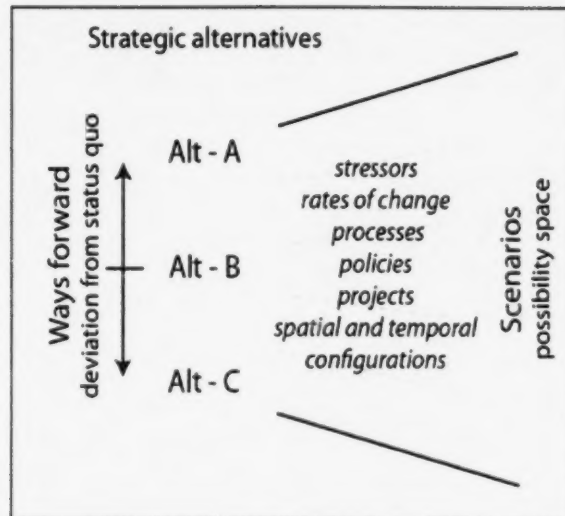 Strategic alternatives
Ways forward
deviation from status quo
Alt - A
Alt - B
Alt - C
stressors
rates of change
processes
policies
projects
spatial and temporal
configurations
Scenarios
possibility space